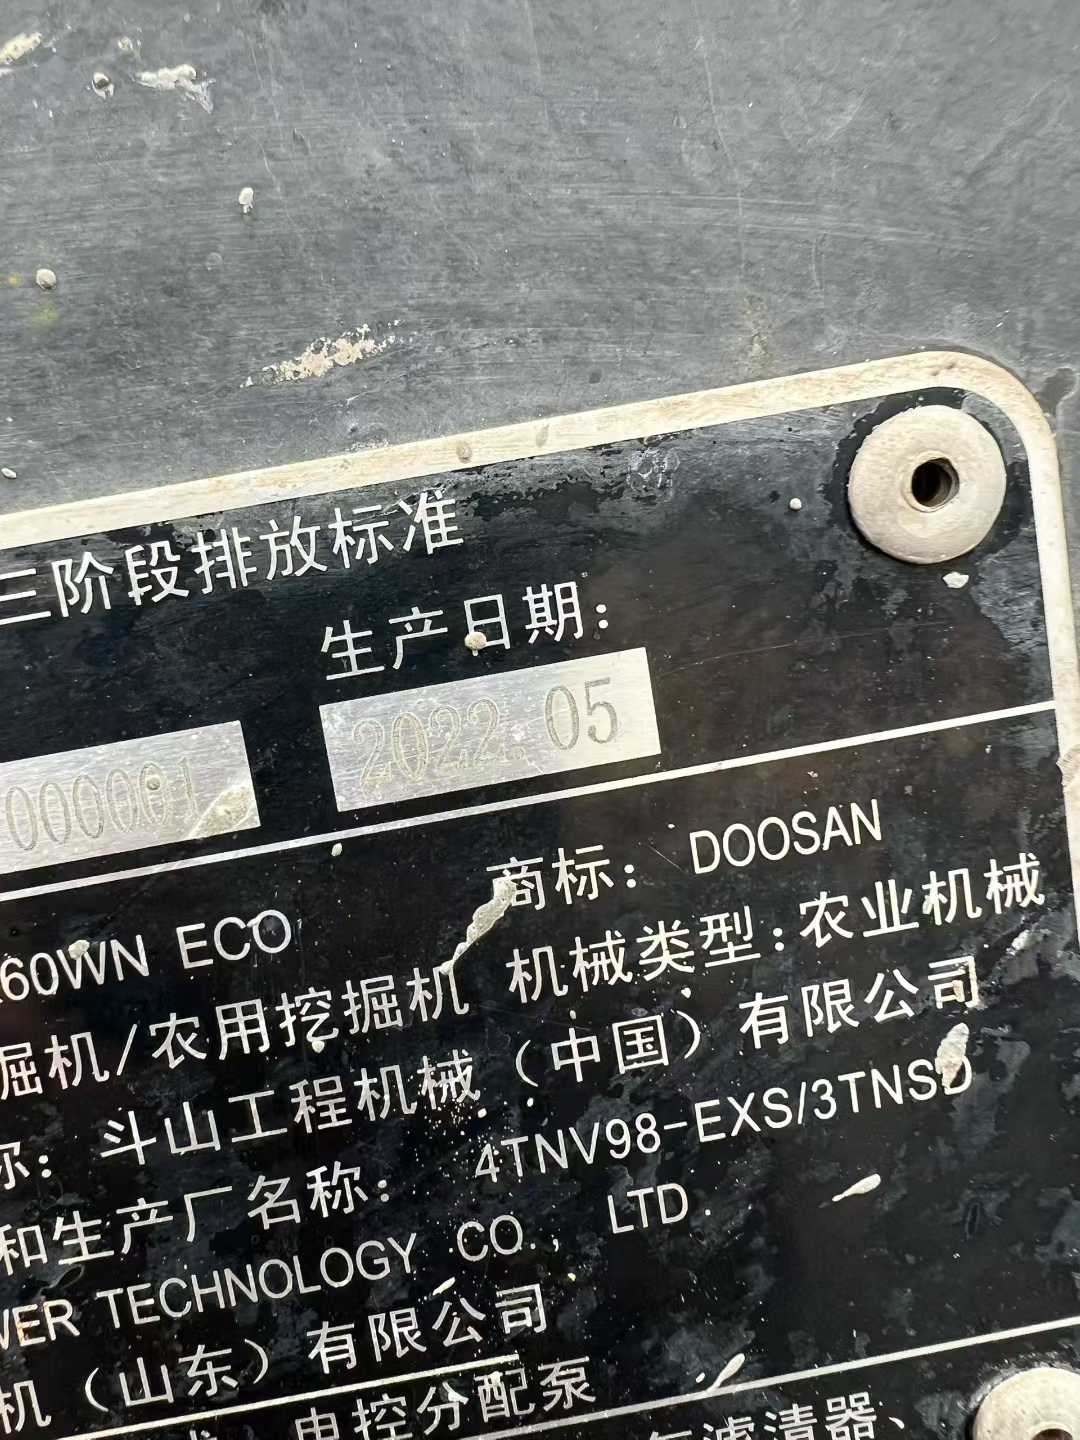 三阶段排放标准
生产日期:
000001 2022.05
60WN ECO 商标: DOOSAN
掘机/农用挖掘机 机械类型:农业机械
称: 斗山工程机械（中国）有限公司
和生产厂名称: 4TNV98-EXS/3TNSD
WER TECHNOLOGY CO., LTD.
机（山东）有限公司
电控分配泵
滤清器、